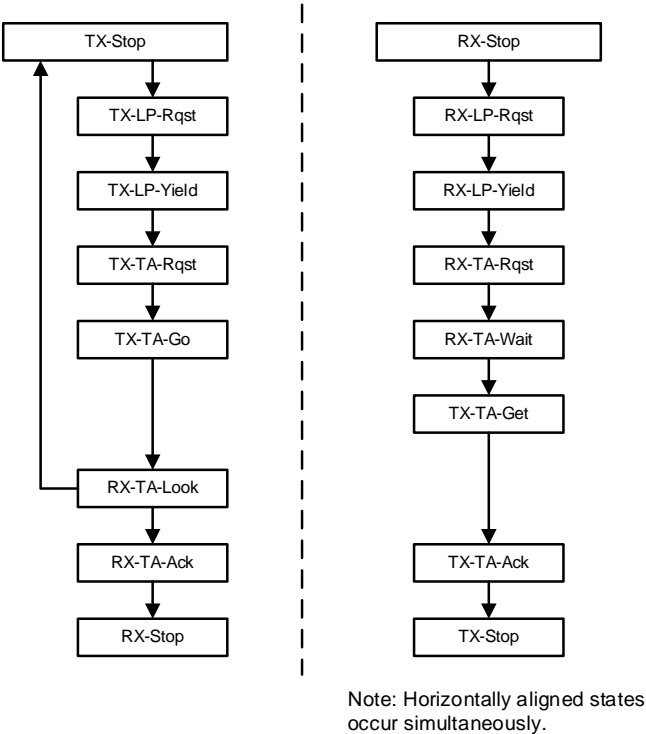 TX-Stop
TX-LP-Rqst
TX-LP-Yield
TX-TA-Rqst
TX-TA-Go
RX-TA-Look
RX-TA-Ack
RX-Stop
RX-Stop
RX-LP-Rqst
RX-LP-Yield
RX-TA-Rqst
RX-TA-Wait
TX-TA-Get
TX-TA-Ack
TX-Stop
Note: Horizontally aligned states
occur simultaneously.